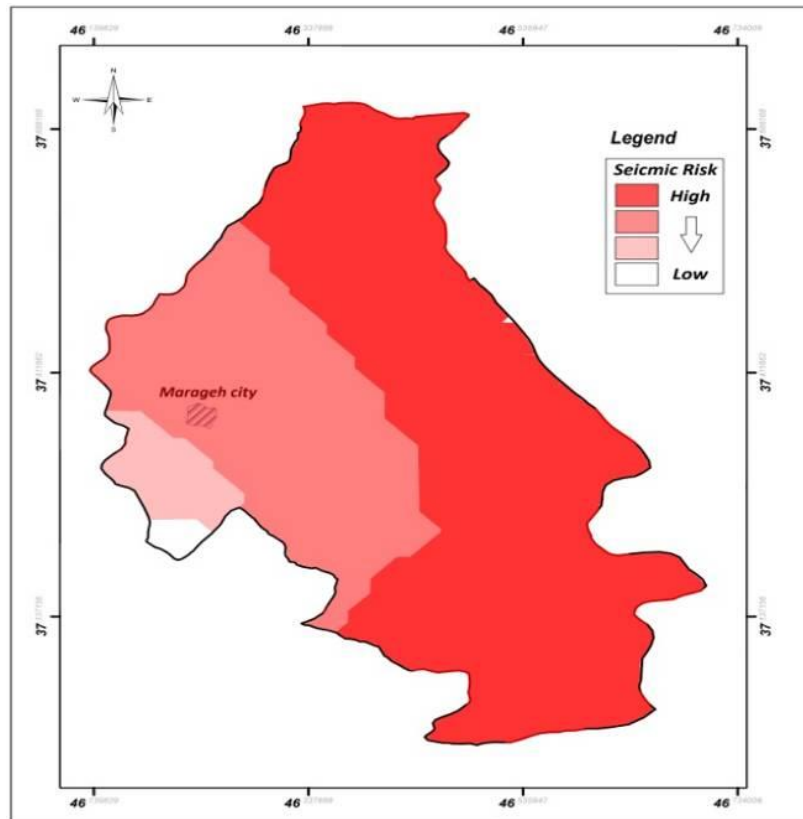 46 46 46 46
N
W E
S
37 37
Legend
Seicmic Risk
High
Low
37 37
Marageh city
37 37
46 46 46 46